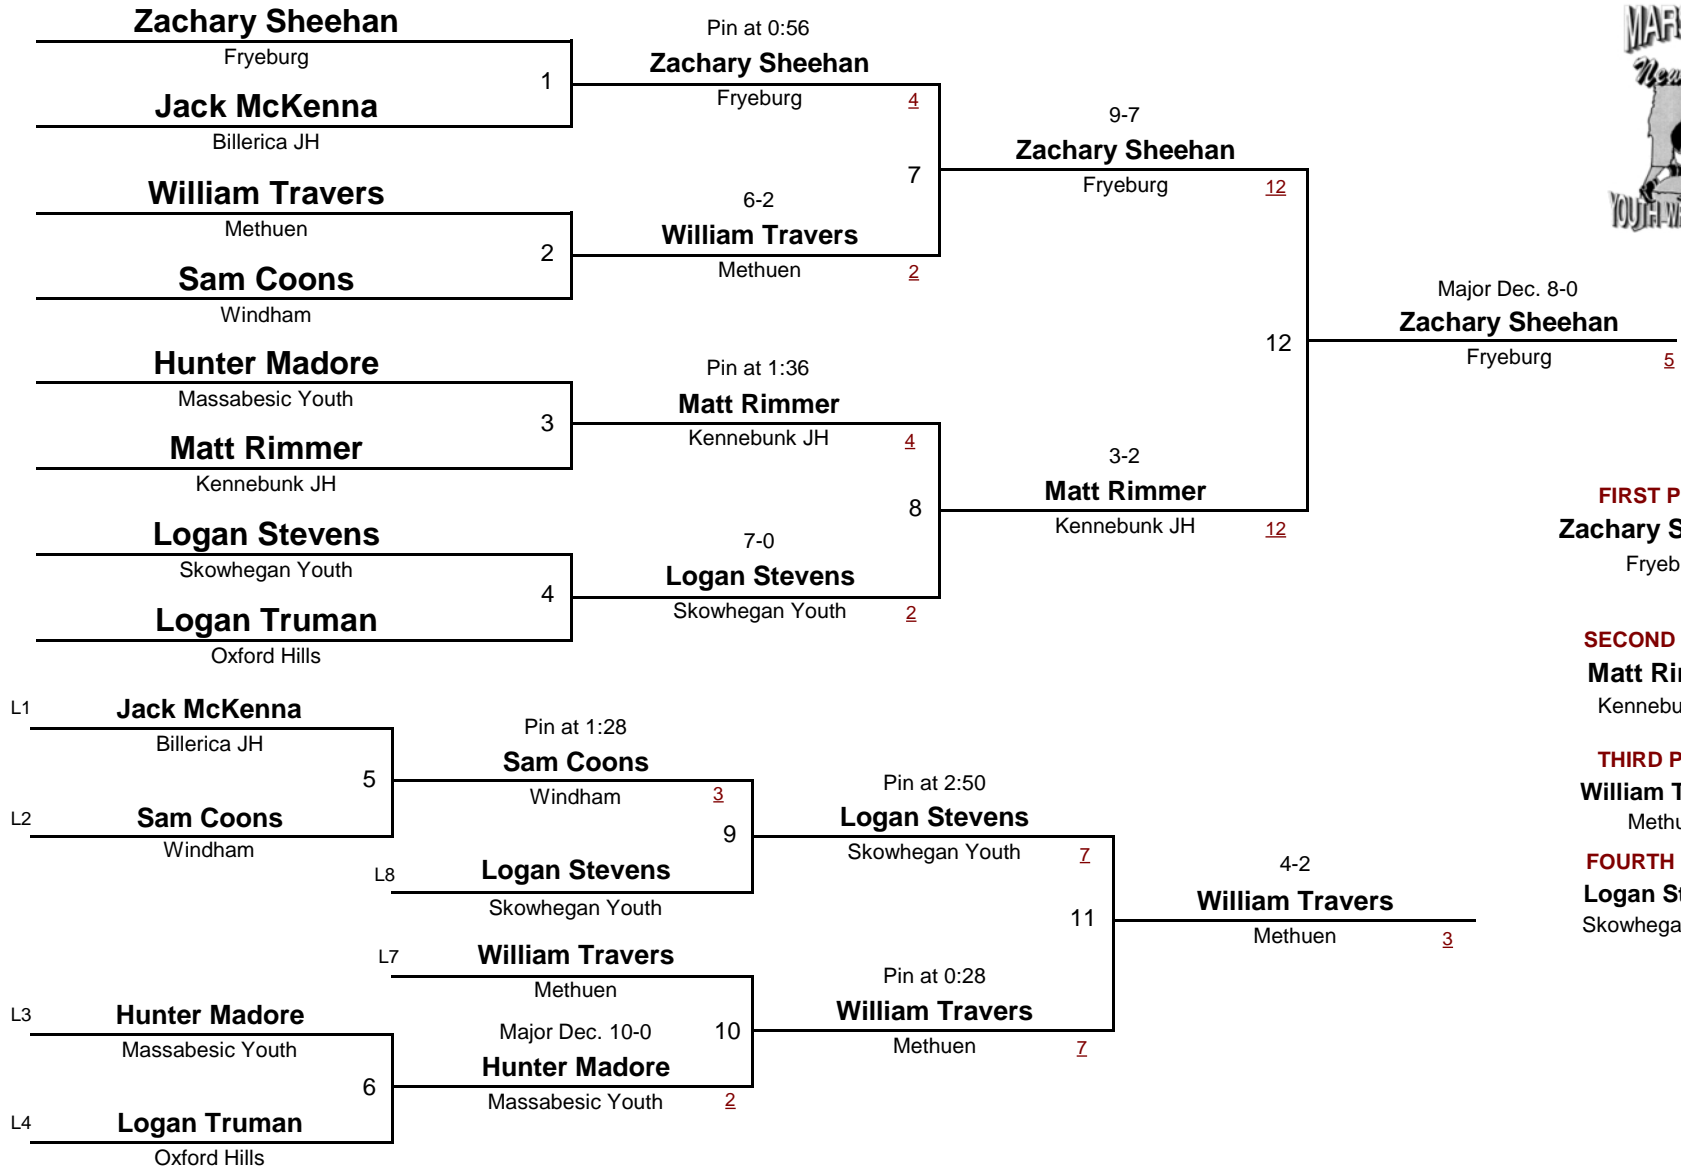 Zachary Sheehan
Fryeburg
1
Jack McKenna
Billerica JH
William Travers
Methuen
2
Sam Coons
Windham
Hunter Madore
Massabesic Youth
3
Matt Rimmer
Kennebunk JH
Logan Stevens
Skowhegan Youth
4
Logan Truman
Oxford Hills
Pin at 0:56
Zachary Sheehan
Fryeburg
4
7
6-2
William Travers
Methuen
2
Pin at 1:36
Matt Rimmer
Kennebunk JH
4
8
7-0
Logan Stevens
Skowhegan Youth
2
9-7
Zachary Sheehan
Fryeburg
12
12
3-2
Matt Rimmer
Kennebunk JH
12
Major Dec. 8-0
Zachary Sheehan
Fryeburg
5
L1
Jack McKenna
Billerica JH
5
L2
Sam Coons
Windham
L3
Hunter Madore
Massabesic Youth
6
L4
Logan Truman
Oxford Hills
Pin at 1:28
Sam Coons
Windham
3
9
L8
Logan Stevens
Skowhegan Youth
L7
William Travers
Methuen
Major Dec. 10-0
10
Hunter Madore
Massabesic Youth
2
Pin at 2:50
Logan Stevens
Skowhegan Youth
7
11
Pin at 0:28
William Travers
Methuen
7
4-2
William Travers
Methuen
3
FIRST
Zachary
SECOND
Matt
THIRD
William
FOURTH
Logan